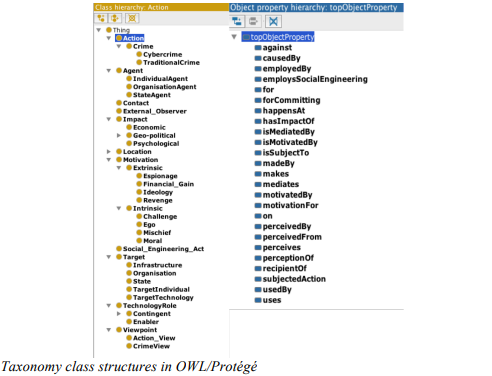 Class hierarchy: Action
Thing
Action
Crime
Cybercrime
TraditionalCrime
Agent
IndividualAgent
OrganisationAgent
StateAgent
Contact
External_Observer
Impact
Economic
Geo-political
Psychological
Location
Motivation
Extrinsic
Espionage
Financial_Gain
Ideology
Revenge
Intrinsic
Challenge
Ego
Mischief
Moral
Social_Engineering_Act
Target
Infrastructure
Organisation
State
TargetIndividual
TargetTechnology
TechnologyRole
Contingent
Enabler
Viewpoint
Action_View
CrimeView
Object property hierarchy: topObjectProperty
topObjectProperty
against
causedBy
employedBy
employsSocialEngineering
for
forCommitting
happensAt
hasImpactOf
isMediatedBy
isMotivatedBy
isSubjectTo
madeBy
makes
mediates
motivatedBy
motivationFor
on
perceivedBy
perceivedFrom
perceives
perceptionOf
recipientOf
subjectedAction
usedBy
uses
Taxonomy class structures in OWL/Protégé